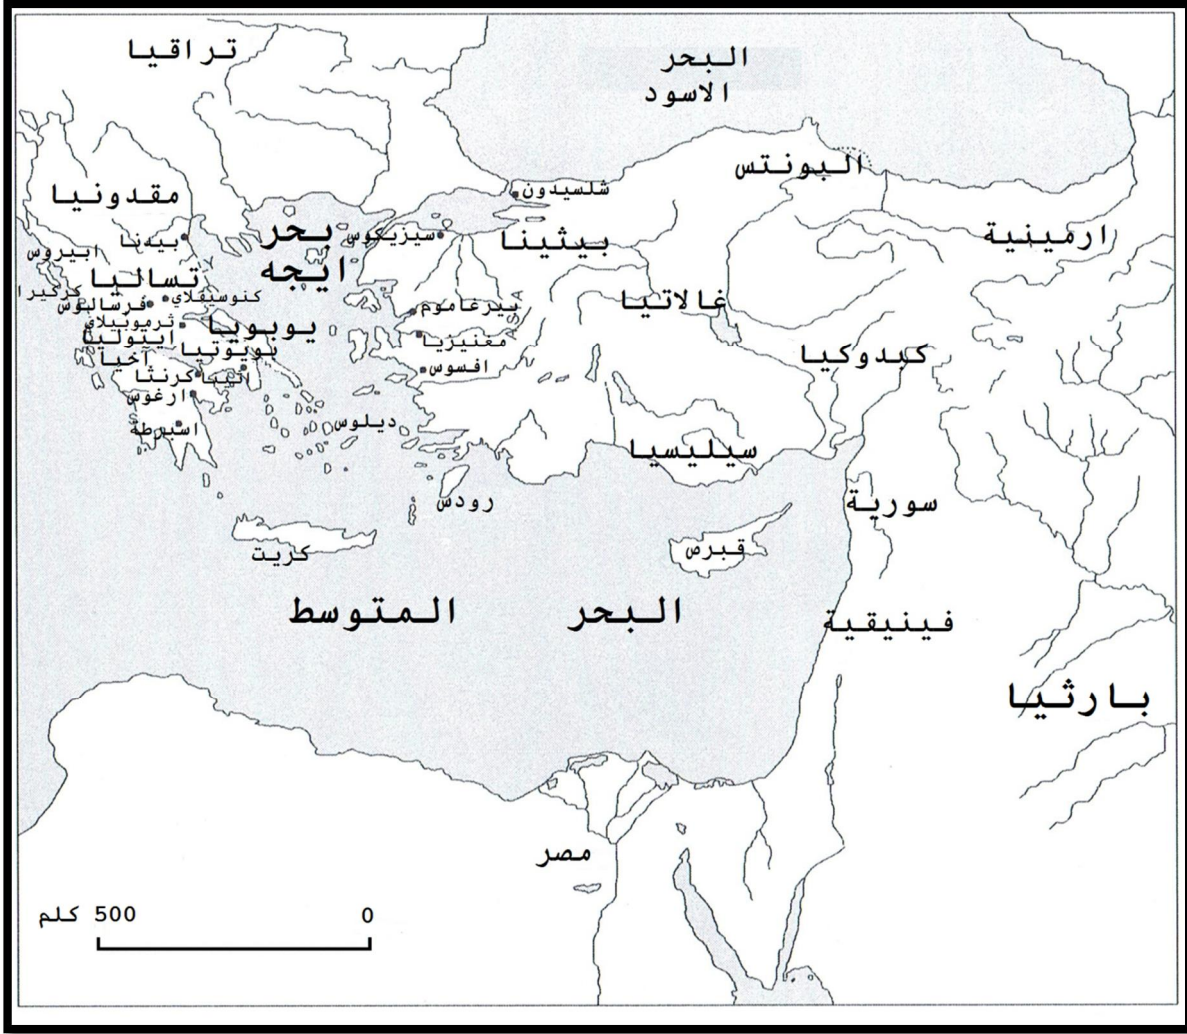 تراقيا
البحر
الاسود
البونتس
شلسيدون
مقدونيا
بحر
ايجه
سيزيكوس
بيثينا
ارمينية
بيدنا
ابيروس
تساليا
غالاتيا
كركيرا
كنوسيفلاي
فرسالوس
بيرغاموم
ثرموبيلاي
يوبويا
ايتوليا
مغنيزيا
بويوتيا
آخيا
كبدوكيا
افسوس
كرنثا
اثينا
ارغوس
ديلوس
اسبرطة
سيليسيا
رودس
سورية
كريت
قبرص
البحر المتوسط
فينيقية
بارثيا
مصر
0 500 كلم